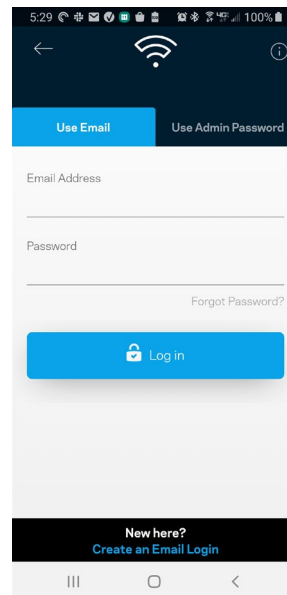 5:29
4G
100%
Use Email
Use Admin Password
Email Address
Password
Forgot Password?
Log in
New here?
Create an Email Login